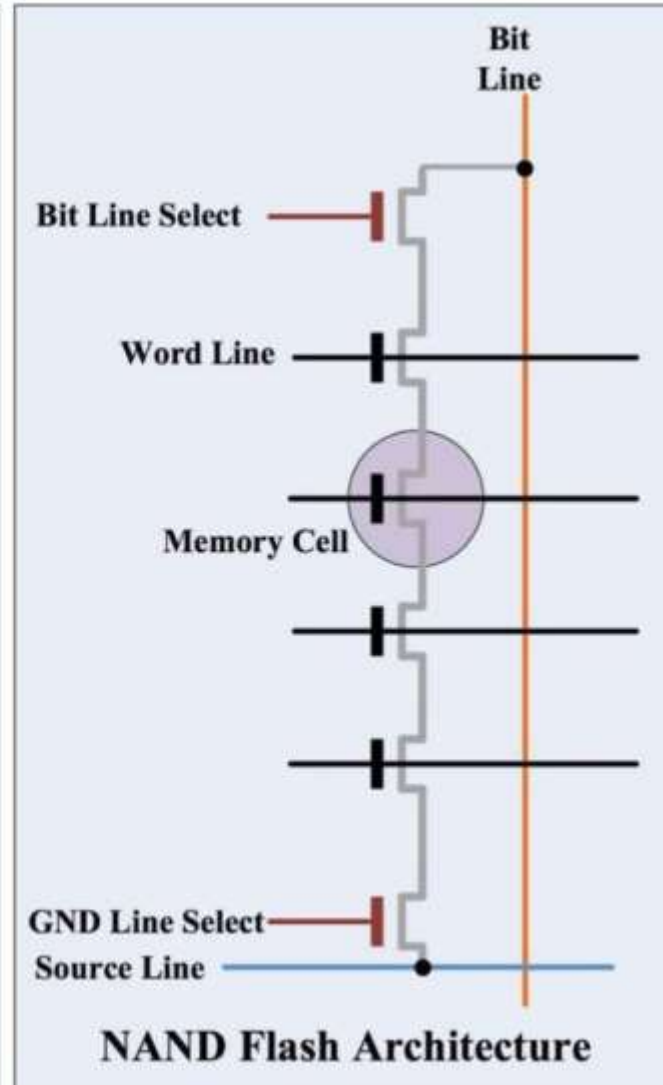 Bit
Line
Bit Line Select
Word Line
Memory Cell
GND Line Select
Source Line
NAND Flash Architecture